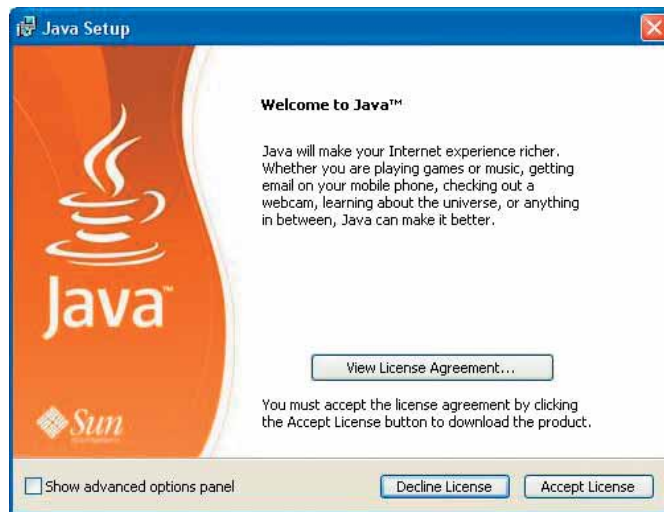 Java Setup
Welcome to Java™
Java will make your Internet experience richer.
Whether you are playing games or music, getting
email on your mobile phone, checking out a
webcam, learning about the universe, or anything
in between, Java can make it better.
Java™
View License Agreement...
You must accept the license agreement by clicking
the Accept License button to download the product.
Sun
Show advanced options panel
Decline License
Accept License